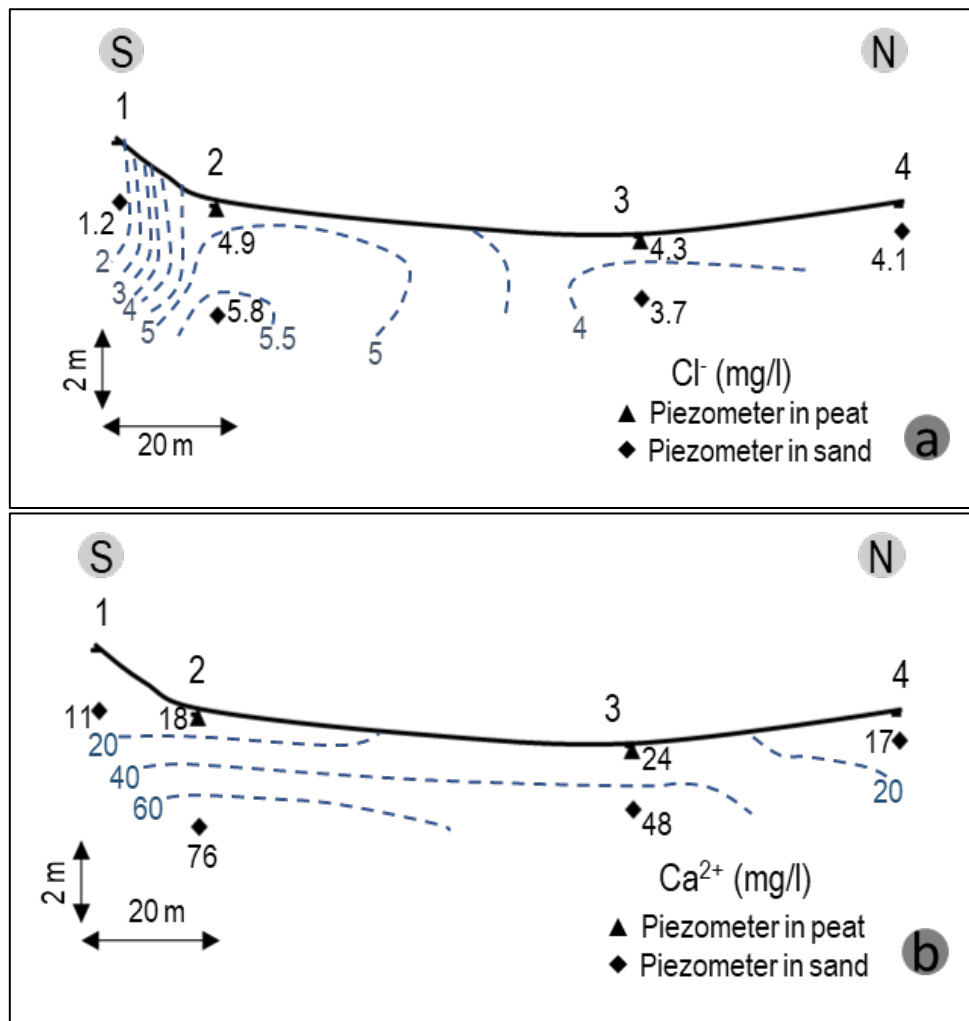 S
N
1
2
3
4
1.2
4.9
4.3
4.1
2
3
4
5
5.8
5.5
5
4
3.7
2 m
20 m
Cl⁻ (mg/l)
▲ Piezometer in peat
◆ Piezometer in sand
a
S
N
1
2
3
4
11
18
24
17
20
40
60
20
76
48
2 m
20 m
Ca²⁺ (mg/l)
▲ Piezometer in peat
◆ Piezometer in sand
b